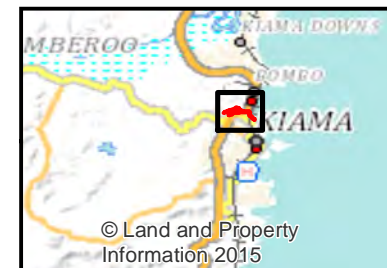 KIAMA DOWNS
MBEROO
BOMBO
KIAMA
H
© Land and Property
Information 2015